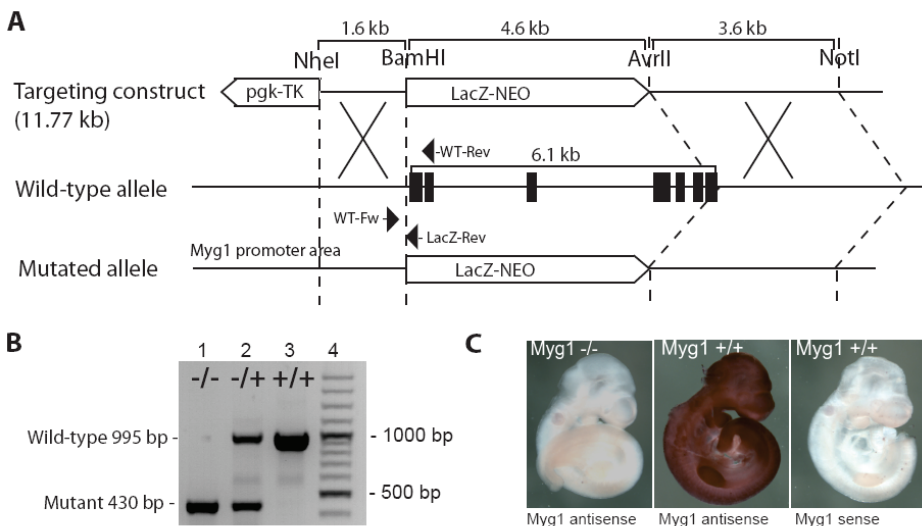 A
1.6 kb 4.6 kb 3.6 kb
NheI BamHI AvrII NotI
Targeting construct
(11.77 kb)
pgk-TK LacZ-NEO
-WT-Rev 6.1 kb
Wild-type allele
WT-Fw -
- LacZ-Rev
Myg1 promoter area
Mutated allele LacZ-NEO
B
1 2 3 4
-/- -/+ +/+
Wild-type 995 bp - - 1000 bp
- 500 bp
Mutant 430 bp -
C
Myg1 -/- Myg1 +/+ Myg1 +/+
Myg1 antisense Myg1 antisense Myg1 sense